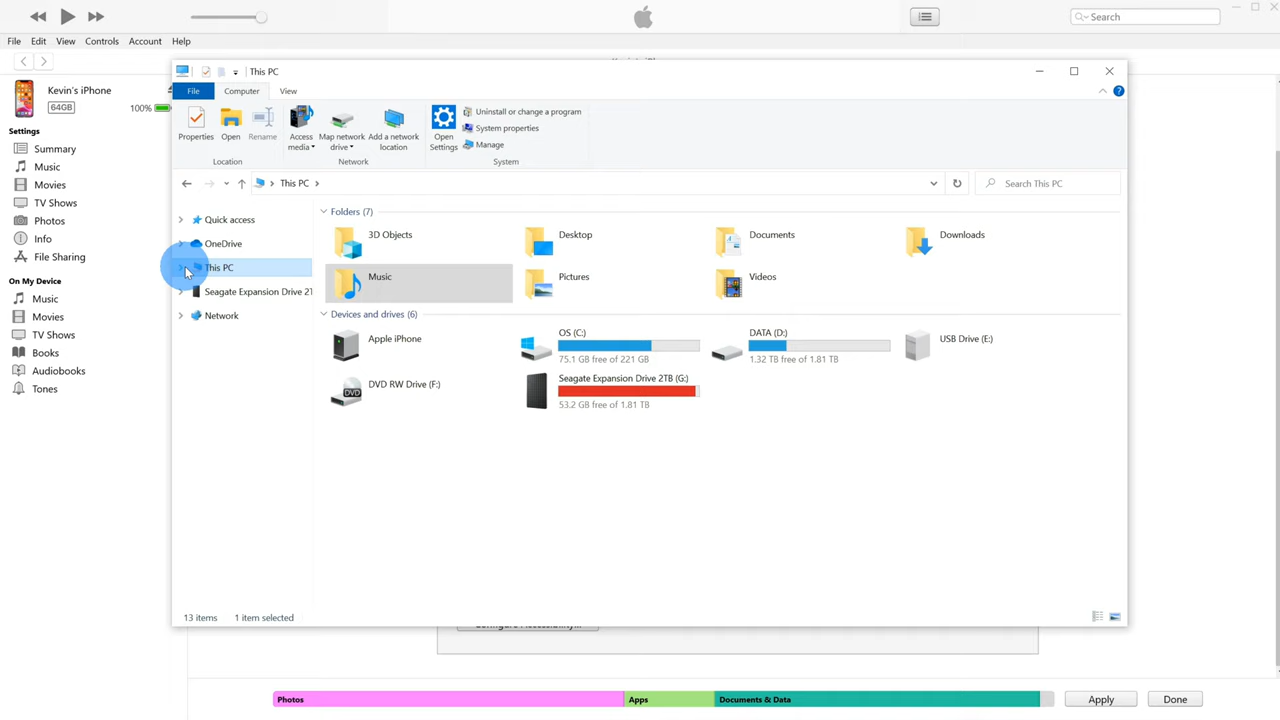 Search
File Edit View Controls Account Help
Kevin's iPhone
64GB
100%
Settings
Summary
Music
Movies
TV Shows
Photos
Info
File Sharing
On My Device
Music
Movies
TV Shows
Books
Audiobooks
Tones
This PC
File Computer View
Properties
Open
Rename
Location
Access media
Map network drive
Add a network location
Network
Open Settings
Uninstall or change a program
System properties
Manage
System
This PC
Search This PC
Quick access
OneDrive
This PC
Seagate Expansion Drive 2T
Network
Folders (7)
3D Objects
Desktop
Documents
Downloads
Music
Pictures
Videos
Devices and drives (6)
Apple iPhone
OS (C:)
75.1 GB free of 221 GB
DATA (D:)
1.32 TB free of 1.81 TB
USB Drive (E:)
DVD RW Drive (F:)
DVD
Seagate Expansion Drive 2TB (G:)
53.2 GB free of 1.81 TB
13 items 1 item selected
Photos
Apps
Documents & Data
Apply
Done